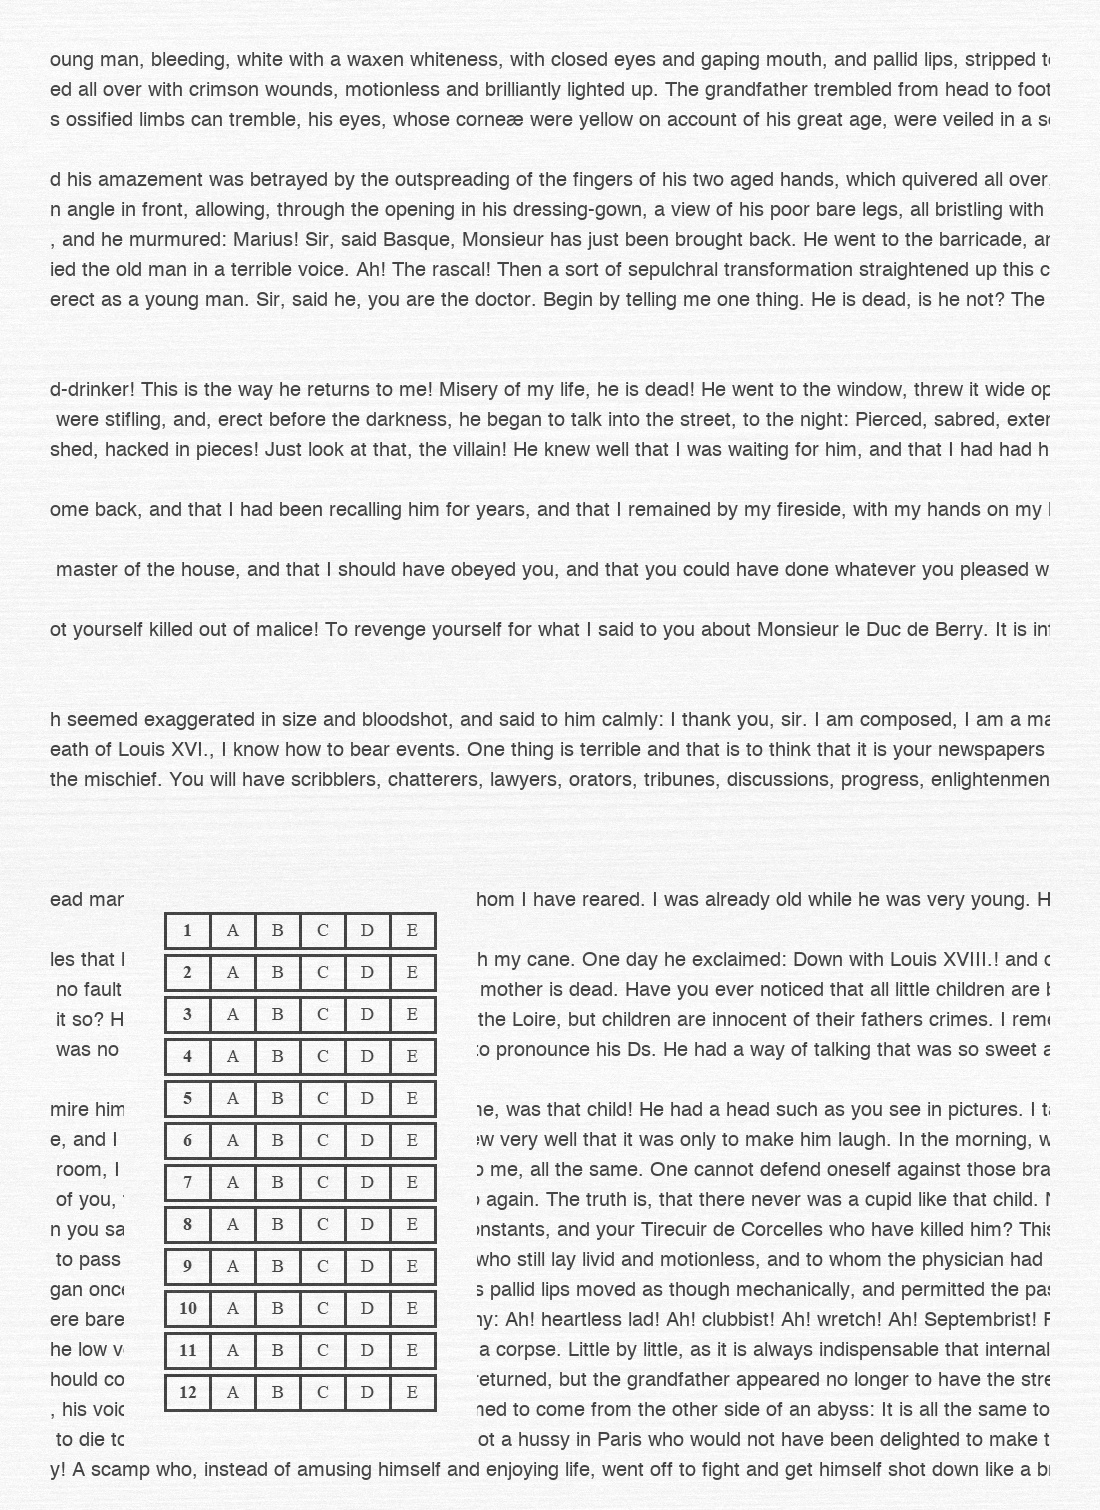 oung man, bleeding, white with a waxen whiteness, with closed eyes and gaping mouth, and pallid lips, stripped to
ed all over with crimson wounds, motionless and brilliantly lighted up. The grandfather trembled from head to foot
s ossified limbs can tremble, his eyes, whose corneæ were yellow on account of his great age, were veiled in a s
d his amazement was betrayed by the outspreading of the fingers of his two aged hands, which quivered all over,
n angle in front, allowing, through the opening in his dressing-gown, a view of his poor bare legs, all bristling with
, and he murmured: Marius! Sir, said Basque, Monsieur has just been brought back. He went to the barricade, an
ied the old man in a terrible voice. Ah! The rascal! Then a sort of sepulchral transformation straightened up this c
erect as a young man. Sir, said he, you are the doctor. Begin by telling me one thing. He is dead, is he not? The
d-drinker! This is the way he returns to me! Misery of my life, he is dead! He went to the window, threw it wide op
were stifling, and, erect before the darkness, he began to talk into the street, to the night: Pierced, sabred, exter
shed, hacked in pieces! Just look at that, the villain! He knew well that I was waiting for him, and that I had had h
ome back, and that I had been recalling him for years, and that I remained by my fireside, with my hands on my
master of the house, and that I should have obeyed you, and that you could have done whatever you pleased w
ot yourself killed out of malice! To revenge yourself for what I said to you about Monsieur le Duc de Berry. It is in
h seemed exaggerated in size and bloodshot, and said to him calmly: I thank you, sir. I am composed, I am a ma
eath of Louis XVI., I know how to bear events. One thing is terrible and that is to think that it is your newspapers
the mischief. You will have scribblers, chatterers, lawyers, orators, tribunes, discussions, progress, enlightenmen
ead man hom I have reared. I was already old while he was very young. H
les that h my cane. One day he exclaimed: Down with Louis XVIII.! and
no fault mother is dead. Have you ever noticed that all little children are
it so? H the Loire, but children are innocent of their fathers crimes. I reme
was no to pronounce his Ds. He had a way of talking that was so sweet a
mire him ne, was that child! He had a head such as you see in pictures. I ta
e, and I ew very well that it was only to make him laugh. In the morning, w
room, I o me, all the same. One cannot defend oneself against those bra
of you, again. The truth is, that there never was a cupid like that child.
n you sa onstants, and your Tirecuir de Corcelles who have killed him? This
to pass who still lay livid and motionless, and to whom the physician had
gan once s pallid lips moved as though mechanically, and permitted the pas
ere bare ny: Ah! heartless lad! Ah! clubbist! Ah! wretch! Ah! Septembrist!
he low v a corpse. Little by little, as it is always indispensable that internal
hould co returned, but the grandfather appeared no longer to have the stre
, his voic ned to come from the other side of an abyss: It is all the same to
to die to ot a hussy in Paris who would not have been delighted to make t
1 A B C D E
2 A B C D E
3 A B C D E
4 A B C D E
5 A B C D E
6 A B C D E
7 A B C D E
8 A B C D E
9 A B C D E
10 A B C D E
11 A B C D E
12 A B C D E
y! A scamp who, instead of amusing himself and enjoying life, went off to fight and get himself shot down like a b